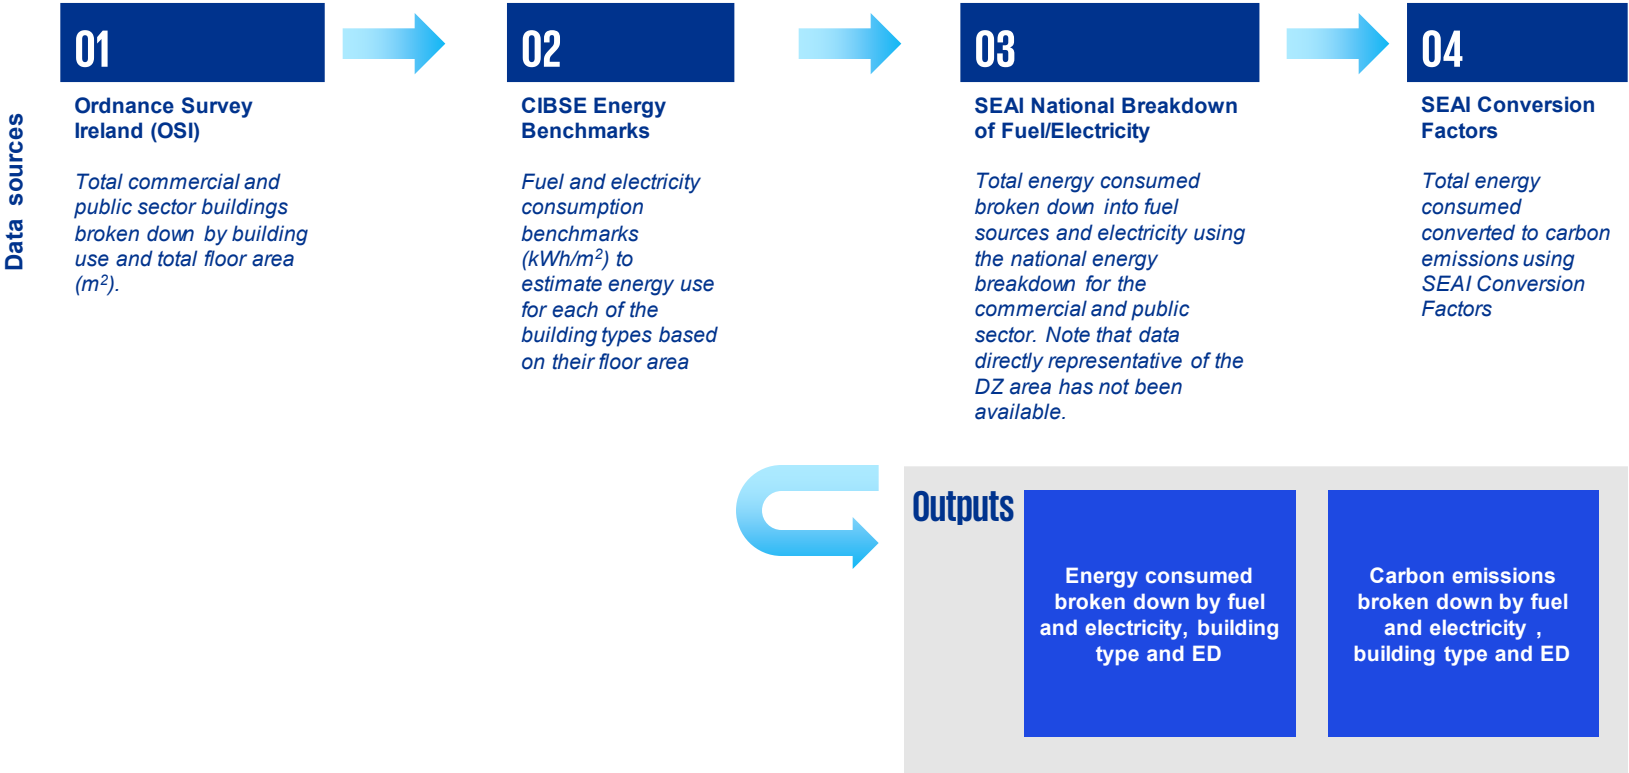 Data sources
01
Ordnance Survey
Ireland (OSI)
Total commercial and
public sector buildings
broken down by building
use and total floor area
(m²).
02
CIBSE Energy
Benchmarks
Fuel and electricity
consumption
benchmarks
(kWh/m²) to
estimate energy use
for each of the
building types based
on their floor area
03
SEAI National Breakdown
of Fuel/Electricity
Total energy consumed
broken down into fuel
sources and electricity using
the national energy
breakdown for the
commercial and public
sector. Note that data
directly representative of the
DZ area has not been
available.
04
SEAI Conversion
Factors
Total energy
consumed
converted to carbon
emissions using
SEAI Conversion
Factors
Outputs
Energy consumed
broken down by fuel
and electricity, building
type and ED
Carbon emissions
broken down by fuel
and electricity ,
building type and ED